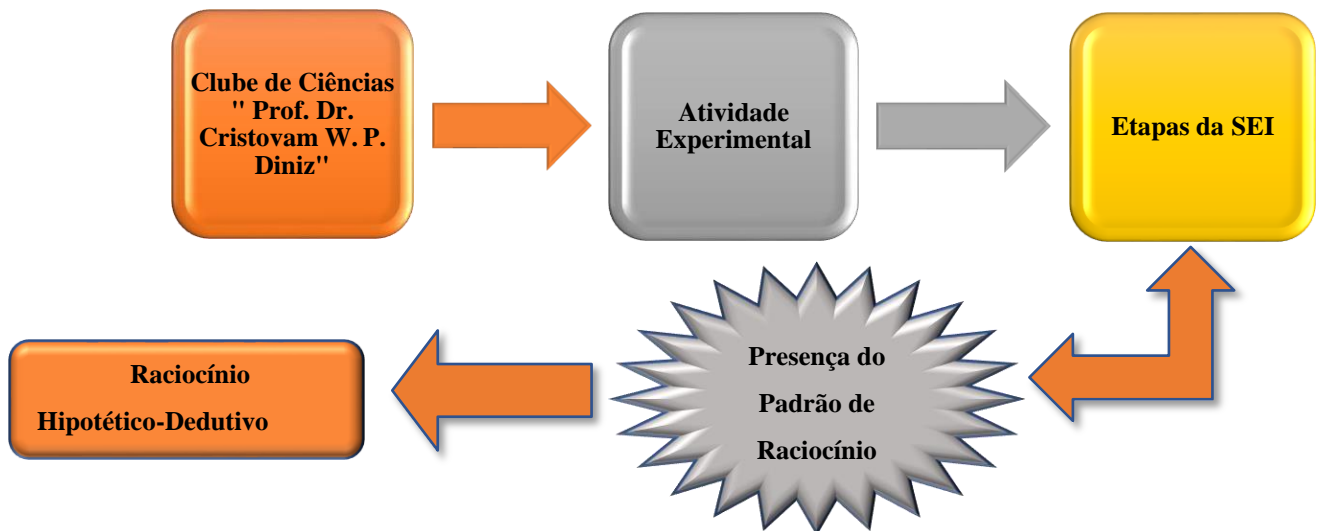 Clube de Ciências
" Prof. Dr.
Cristovam W. P.
Diniz"
Atividade
Experimental
Etapas da SEI
Presença do
Padrão de
Raciocínio
Raciocínio
Hipotético-Dedutivo